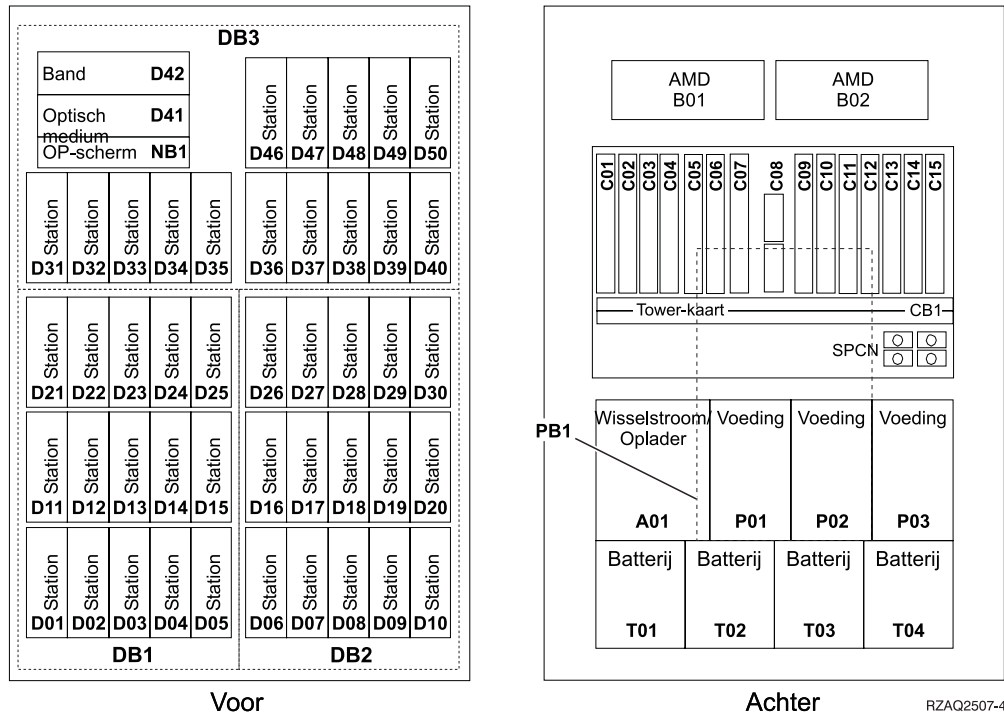 DB3
Band D42
Optisch medium D41
OP-scherm NB1
Station Station Station Station Station
D46 D47 D48 D49 D50
Station Station Station Station Station
D31 D32 D33 D34 D35
Station Station Station Station Station
D36 D37 D38 D39 D40
Station Station Station Station Station
D21 D22 D23 D24 D25
Station Station Station Station Station
D26 D27 D28 D29 D30
Station Station Station Station Station
D11 D12 D13 D14 D15
Station Station Station Station Station
D16 D17 D18 D19 D20
Station Station Station Station Station
D01 D02 D03 D04 D05
Station Station Station Station Station
D06 D07 D08 D09 D10
DB1
DB2
Voor
AMD
B01
AMD
B02
C01 C02 C03 C04 C05 C06 C07 C08 C09 C10 C11 C12 C13 C14 C15
Tower-kaart CB1
SPCN
PB1
Wisselstroom/
Oplader
A01
Voeding
P01
Voeding
P02
Voeding
P03
Batterij
T01
Batterij
T02
Batterij
T03
Batterij
T04
Achter
RZAQ2507-4